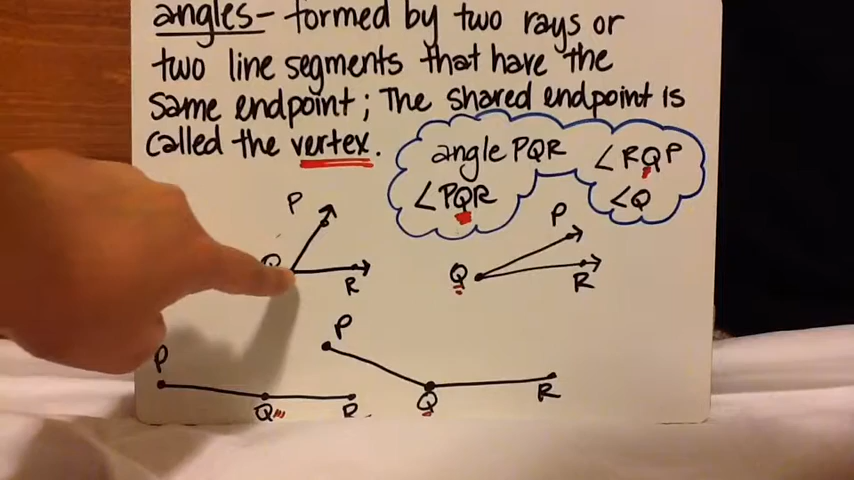 angles- formed by two rays or
two line segments that have the
same endpoint; The shared endpoint is
called the vertex.
angle PQR ∠RQP
∠PQR ∠Q
P
Q R
P
Q R
P
Q R
P
Q R